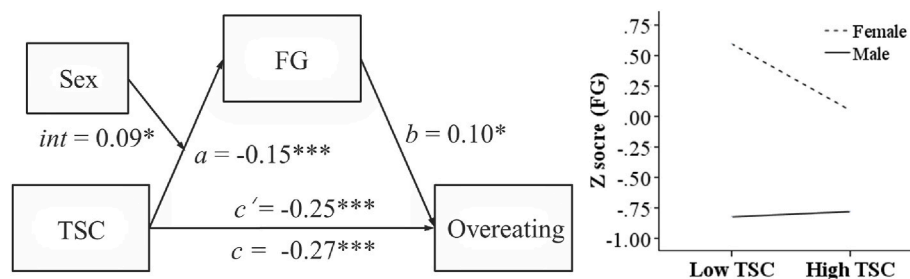 Sex
FG
int = 0.09*
a = -0.15***
b = 0.10*
TSC
c′= -0.25***
c = -0.27***
Overeating
Z socre (FG)
.75
.50
.25
.00
-.25
-.50
-.75
-1.00
Female
Male
Low TSC
High TSC